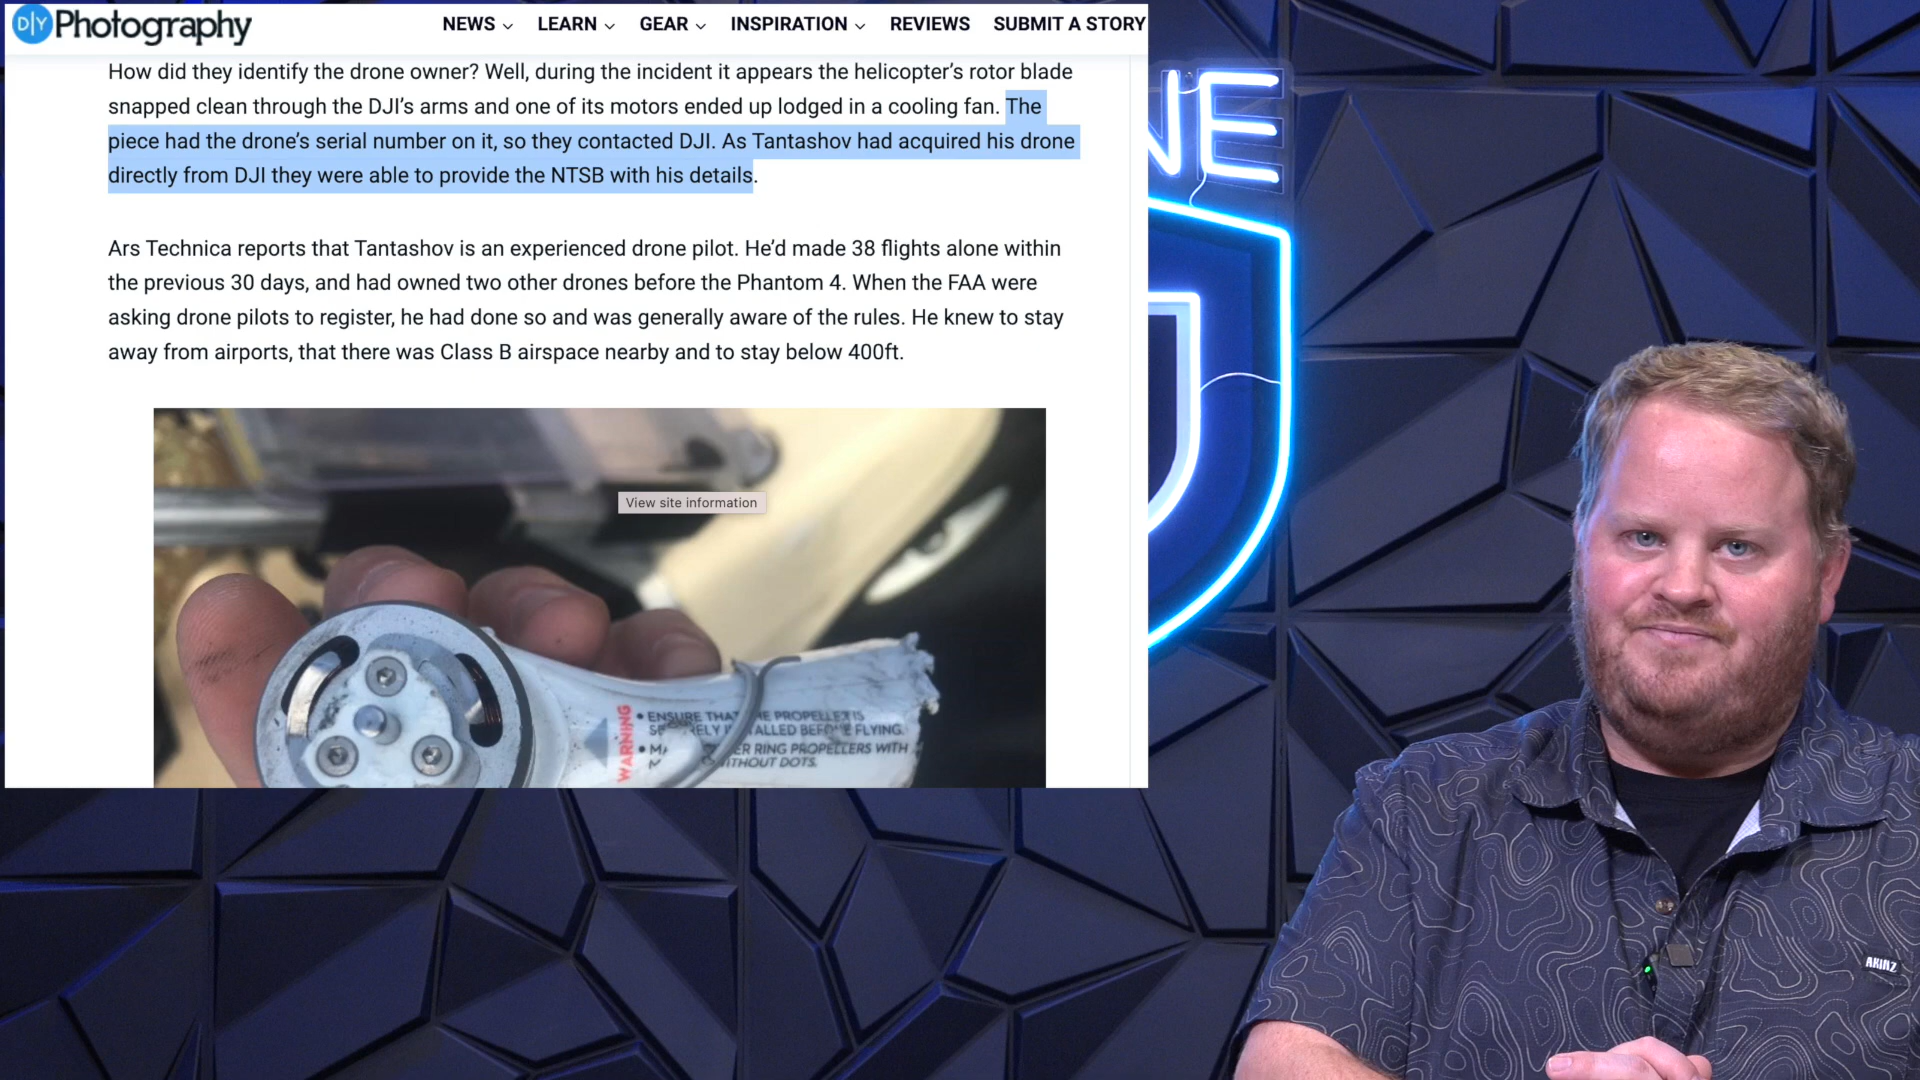 DIY Photography
NEWS LEARN GEAR INSPIRATION REVIEWS SUBMIT A STORY
How did they identify the drone owner? Well, during the incident it appears the helicopter's rotor blade
snapped clean through the DJI's arms and one of its motors ended up lodged in a cooling fan. The
piece had the drone's serial number on it, so they contacted DJI. As Tantashov had acquired his drone
directly from DJI they were able to provide the NTSB with his details.
Ars Technica reports that Tantashov is an experienced drone pilot. He'd made 38 flights alone within
the previous 30 days, and had owned two other drones before the Phantom 4. When the FAA were
asking drone pilots to register, he had done so and was generally aware of the rules. He knew to stay
away from airports, that there was Class B airspace nearby and to stay below 400ft.
View site information
WARNING
• ENSURE PROPELLER IS
BEFORE FLYING.
RING PROPELLERS WITH
WITHOUT DOTS.
NE
AKINZ